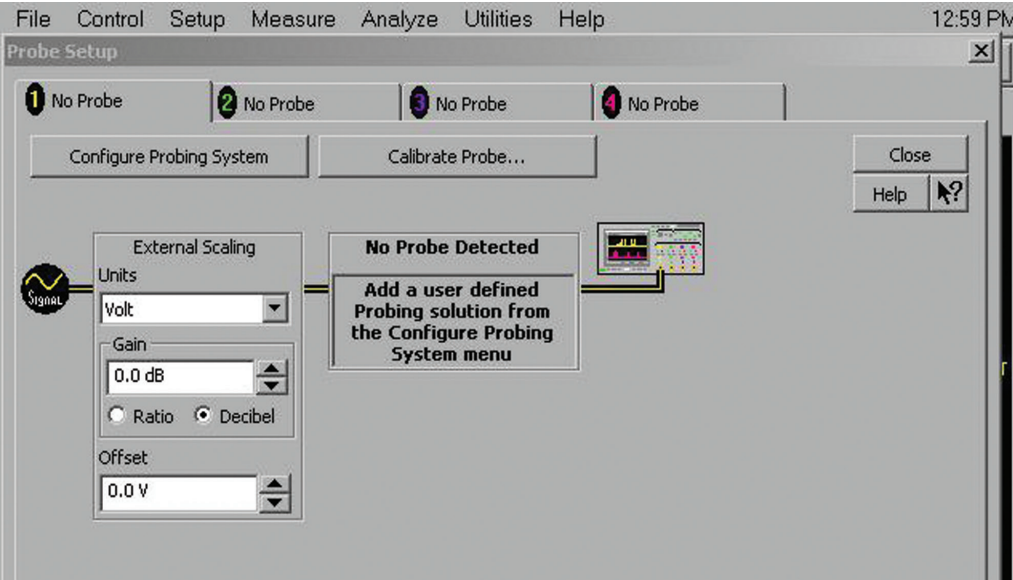 File Control Setup Measure Analyze Utilities Help 12:59 PM
Probe Setup
1 No Probe 2 No Probe 3 No Probe 4 No Probe
Configure Probing System Calibrate Probe... Close
Help ?
External Scaling
Units
Volt
Gain
0.0 dB
Ratio Decibel
Offset
0.0 V
SIGNAL
No Probe Detected
Add a user defined
Probing solution from
the Configure Probing
System menu